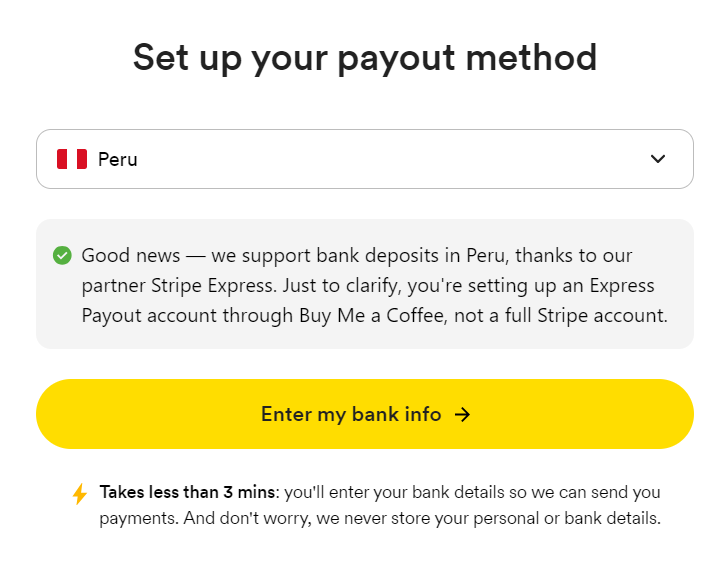 Set up your payout method
Peru
Good news — we support bank deposits in Peru, thanks to our
partner Stripe Express. Just to clarify, you're setting up an Express
Payout account through Buy Me a Coffee, not a full Stripe account.
Enter my bank info →
Takes less than 3 mins: you'll enter your bank details so we can send you
payments. And don't worry, we never store your personal or bank details.